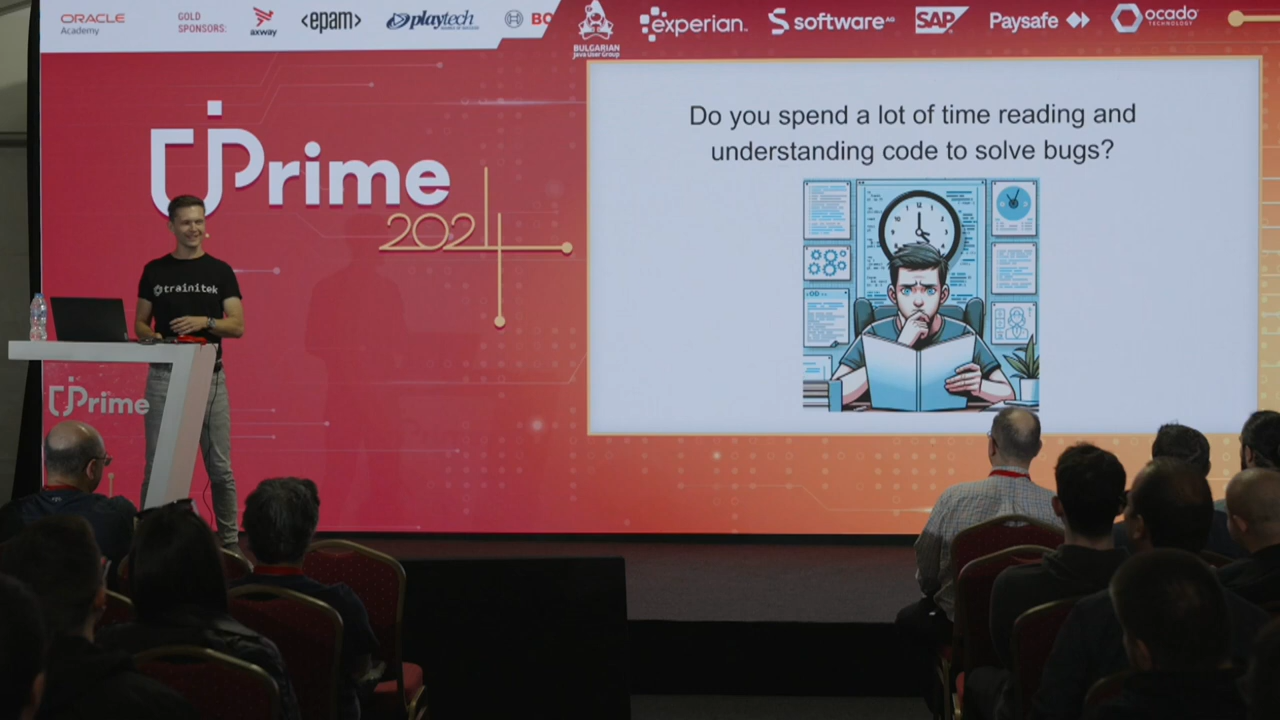 ORACLE
Academy
GOLD
SPONSORS:
axway
<epam>
playtech
BO
BULGARIAN
Java User Group
experian.
software AG
SAP
Paysafe
ocado
TECHNOLOGY
jPrime
2024
Do you spend a lot of time reading and
understanding code to solve bugs?
trainitek
jPrime